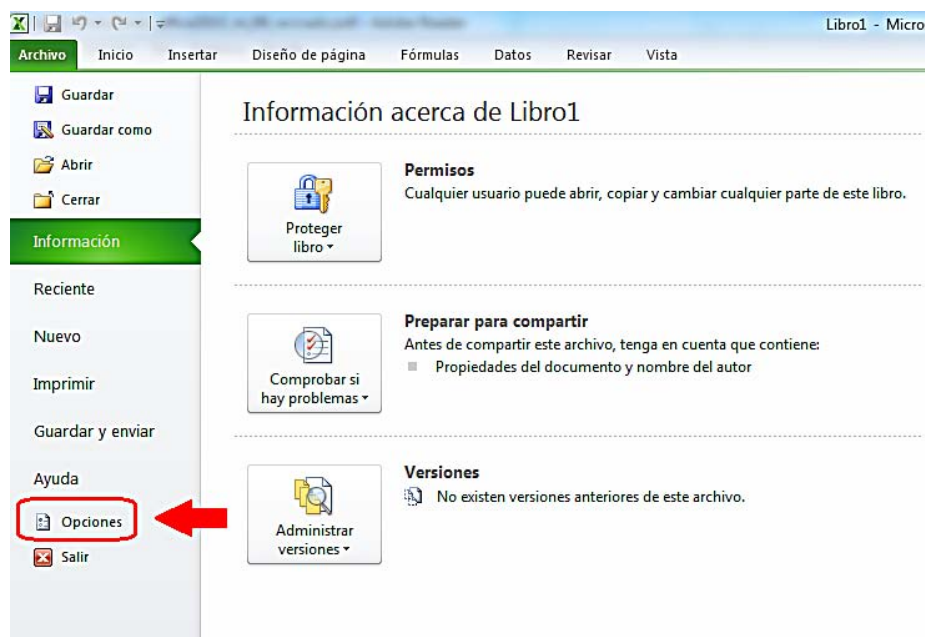 Libro1 - Micro
Archivo Inicio Insertar Diseño de página Fórmulas Datos Revisar Vista
Guardar
Guardar como
Abrir
Cerrar
Información
Reciente
Nuevo
Imprimir
Guardar y enviar
Ayuda
Opciones
Salir
Información acerca de Libro1
Proteger
libro
Permisos
Cualquier usuario puede abrir, copiar y cambiar cualquier parte de este libro.
Comprobar si
hay problemas
Preparar para compartir
Antes de compartir este archivo, tenga en cuenta que contiene:
Propiedades del documento y nombre del autor
Administrar
versiones
Versiones
No existen versiones anteriores de este archivo.